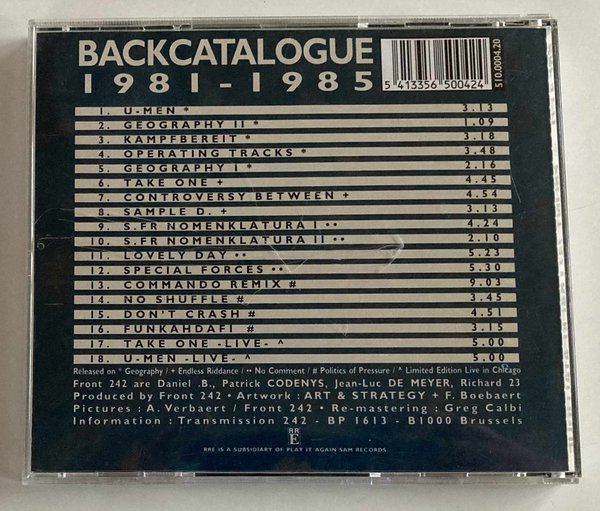 BACKCATALOGUE
1981-1985
5 413356 500424
510.0004.20
1. U-MEN * 3.13
2. GEOGRAPHY II * 1.09
3. KAMPFBEREIT * 3.18
4. OPERATING TRACKS * 3.48
5. GEOGRAPHY I * 2.16
6. TAKE ONE + 4.45
7. CONTROVERSY BETWEEN + 4.54
8. SAMPLE D. + 3.13
9. S.FR NOMENKLATURA I •• 4.24
10. S.FR NOMENKLATURA II •• 2.10
11. LOVELY DAY •• 5.23
12. SPECIAL FORCES •• 5.30
13. COMMANDO REMIX # 9.03
14. NO SHUFFLE # 3.45
15. DON'T CRASH # 4.51
16. FUNKAHDAFI # 3.15
17. TAKE ONE -LIVE- ^ 5.00
18. U-MEN -LIVE- ^ 5.00
Released on * Geography / + Endless Riddance / •• No Comment / # Politics of Pressure / ^ Limited Edition Live in Chicago
Front 242 are Daniel .B., Patrick CODENYS, Jean-Luc DE MEYER, Richard 23
Produced by Front 242 • Artwork : ART & STRATEGY + F. Boebaert
Pictures : A. Verbaert / Front 242 • Re-mastering : Greg Calbi
Information : Transmission 242 - BP 1613 - B1000 Brussels
RRE
RRE IS A SUBSIDIARY OF PLAY IT AGAIN SAM RECORDS